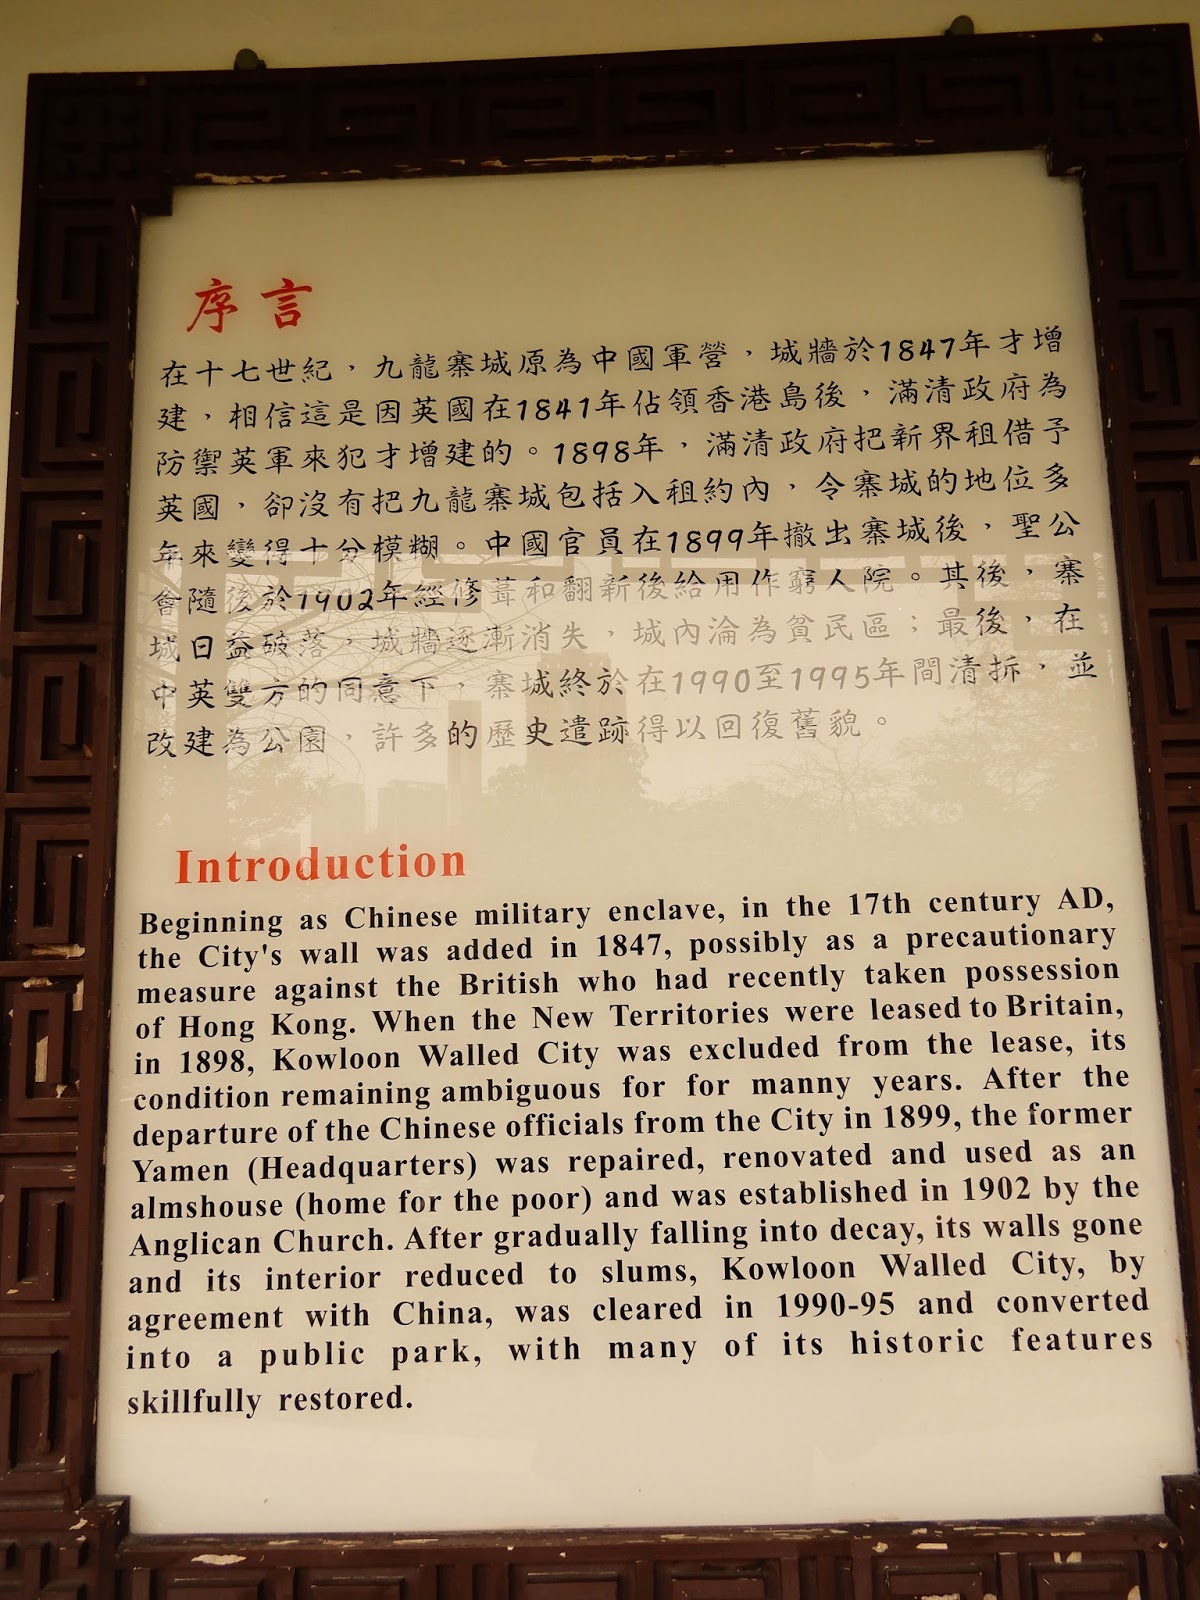 序言
在十七世紀，九龍寨城原為中國軍營，城牆於1847年才增
建，相信這是因英國在1841年佔領香港島後，滿清政府為
防禦英軍來犯才增建的。1898年，滿清政府把新界租借予
英國，卻沒有把九龍寨城包括入租約內，令寨城的地位多
年來變得十分模糊。中國官員在1899年撤出寨城後，聖公
會隨後於1902年經修葺和翻新後給用作窮人院。其後，寨
城日益破落，城牆逐漸消失，城內淪為貧民區；最後，在
中英雙方的同意下，寨城終於在1990至1995年間清拆，並
改建為公園，許多的歷史遺跡得以回復舊貌。
Introduction
Beginning as Chinese military enclave, in the 17th century AD,
the City's wall was added in 1847, possibly as a precautionary
measure against the British who had recently taken possession
of Hong Kong. When the New Territories were leased to Britain,
in 1898, Kowloon Walled City was excluded from the lease, its
condition remaining ambiguous for for manny years. After the
departure of the Chinese officials from the City in 1899, the former
Yamen (Headquarters) was repaired, renovated and used as an
almshouse (home for the poor) and was established in 1902 by the
Anglican Church. After gradually falling into decay, its walls gone
and its interior reduced to slums, Kowloon Walled City, by
agreement with China, was cleared in 1990-95 and converted
into a public park, with many of its historic features
skillfully restored.